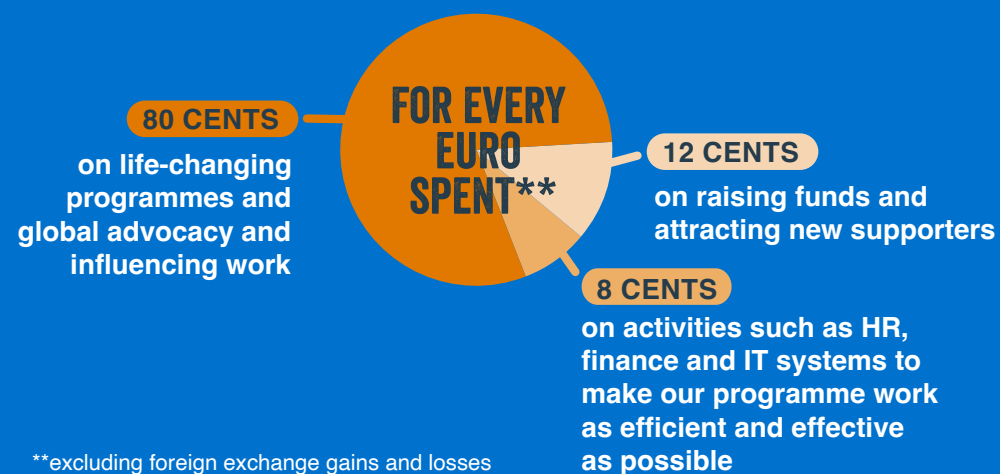 FOR EVERY
EURO
SPENT**
80 CENTS
on life-changing
programmes and
global advocacy and
influencing work
12 CENTS
on raising funds and
attracting new supporters
8 CENTS
on activities such as HR,
finance and IT systems to
make our programme work
as efficient and effective
as possible
**excluding foreign exchange gains and losses